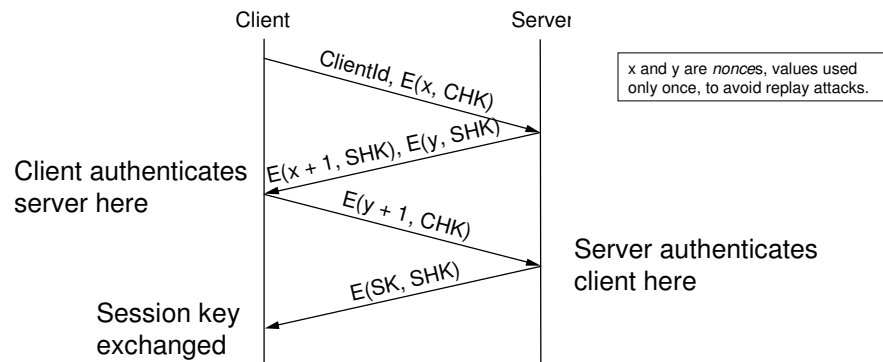 Client
Server
ClientId, E(x, CHK)
x and y are nonces, values used
only once, to avoid replay attacks.
E(x + 1, SHK), E(y, SHK)
Client authenticates
server here
E(y + 1, CHK)
Server authenticates
client here
E(SK, SHK)
Session key
exchanged